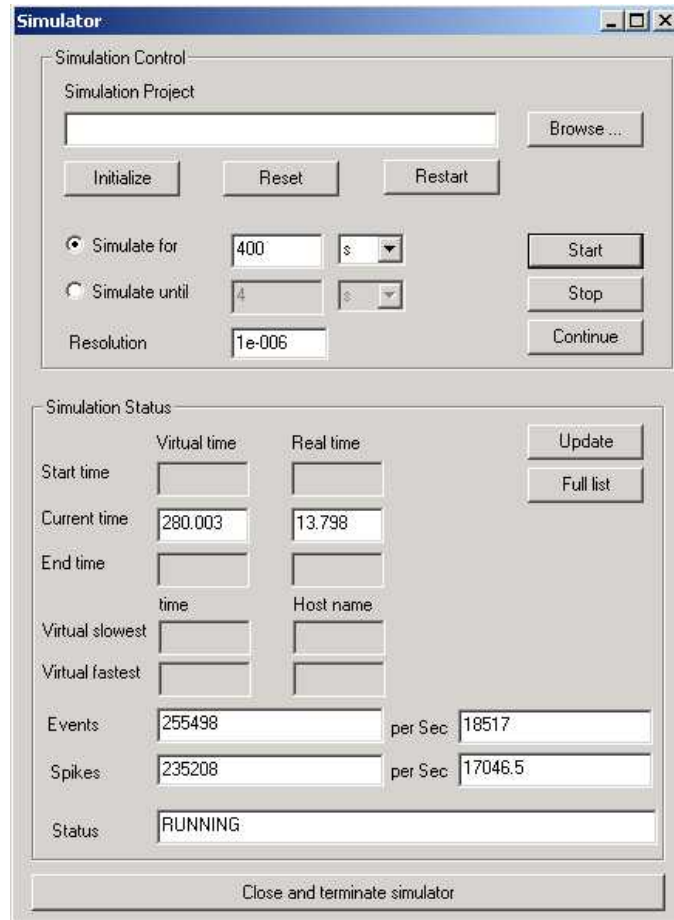 Simulator
Simulation Control
Simulation Project
Browse ...
Initialize Reset Restart
Simulate for 400 s Start
Simulate until 4 s Stop
Resolution 1e-006 Continue
Simulation Status
Virtual time Real time Update
Start time Full list
Current time 280.003 13.798
End time
time Host name
Virtual slowest
Virtual fastest
Events 255498 per Sec 18517
Spikes 235208 per Sec 17046.5
Status RUNNING
Close and terminate simulator